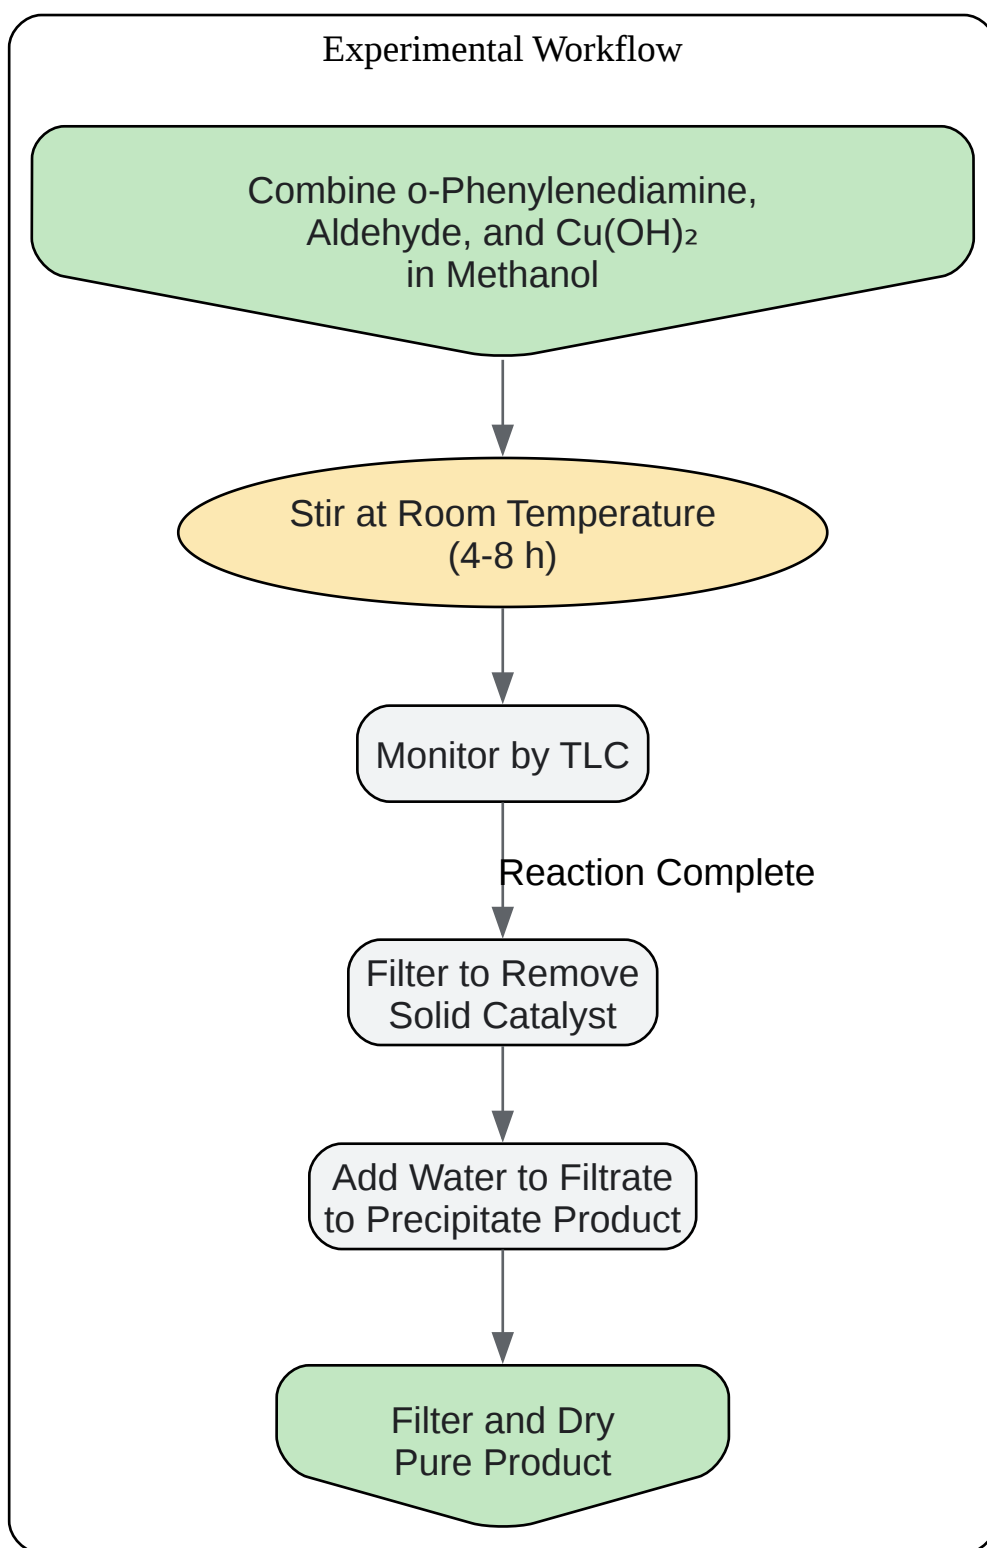 Experimental Workflow
Combine o-Phenylenediamine,
Aldehyde, and Cu(OH)₂
in Methanol
Stir at Room Temperature
(4-8 h)
Monitor by TLC
Reaction Complete
Filter to Remove
Solid Catalyst
Add Water to Filtrate
to Precipitate Product
Filter and Dry
Pure Product